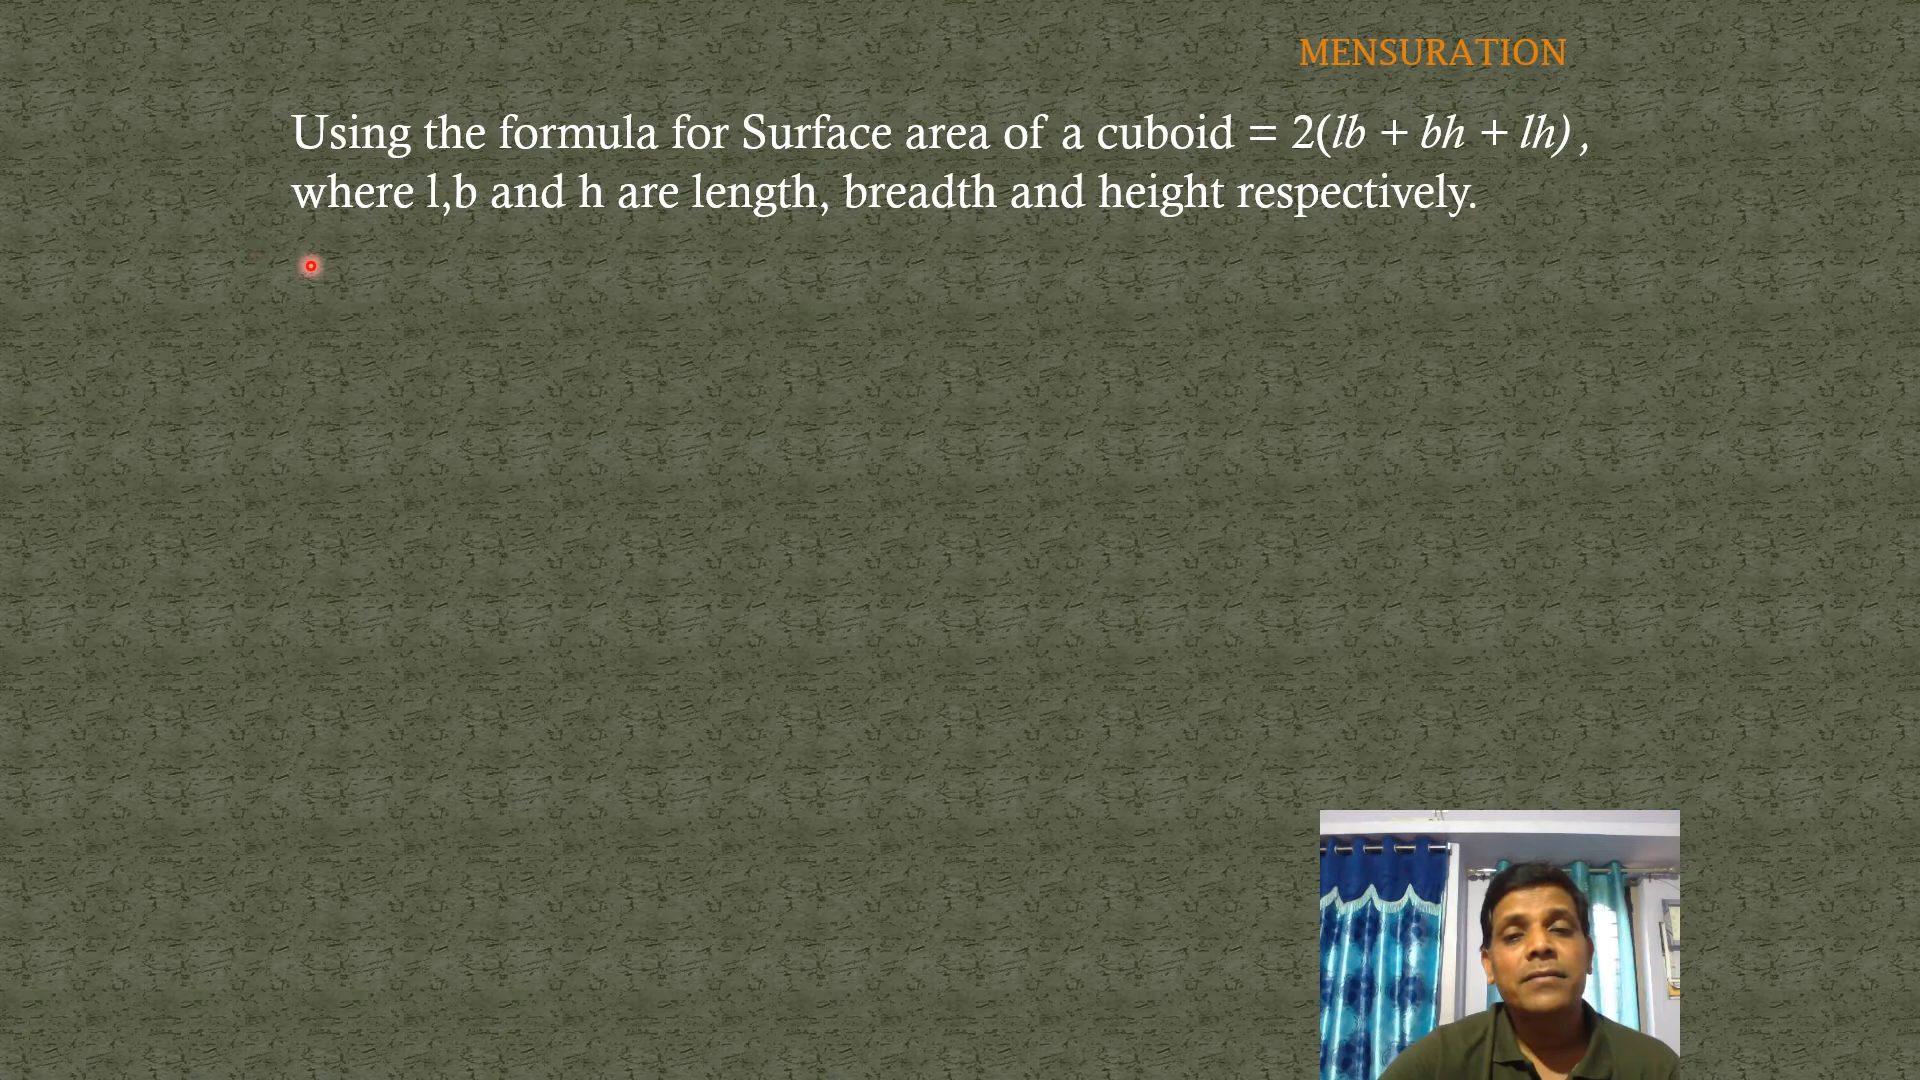 MENSURATION
Using the formula for Surface area of a cuboid = 2(lb + bh + lh) ,
where l,b and h are length, breadth and height respectively.